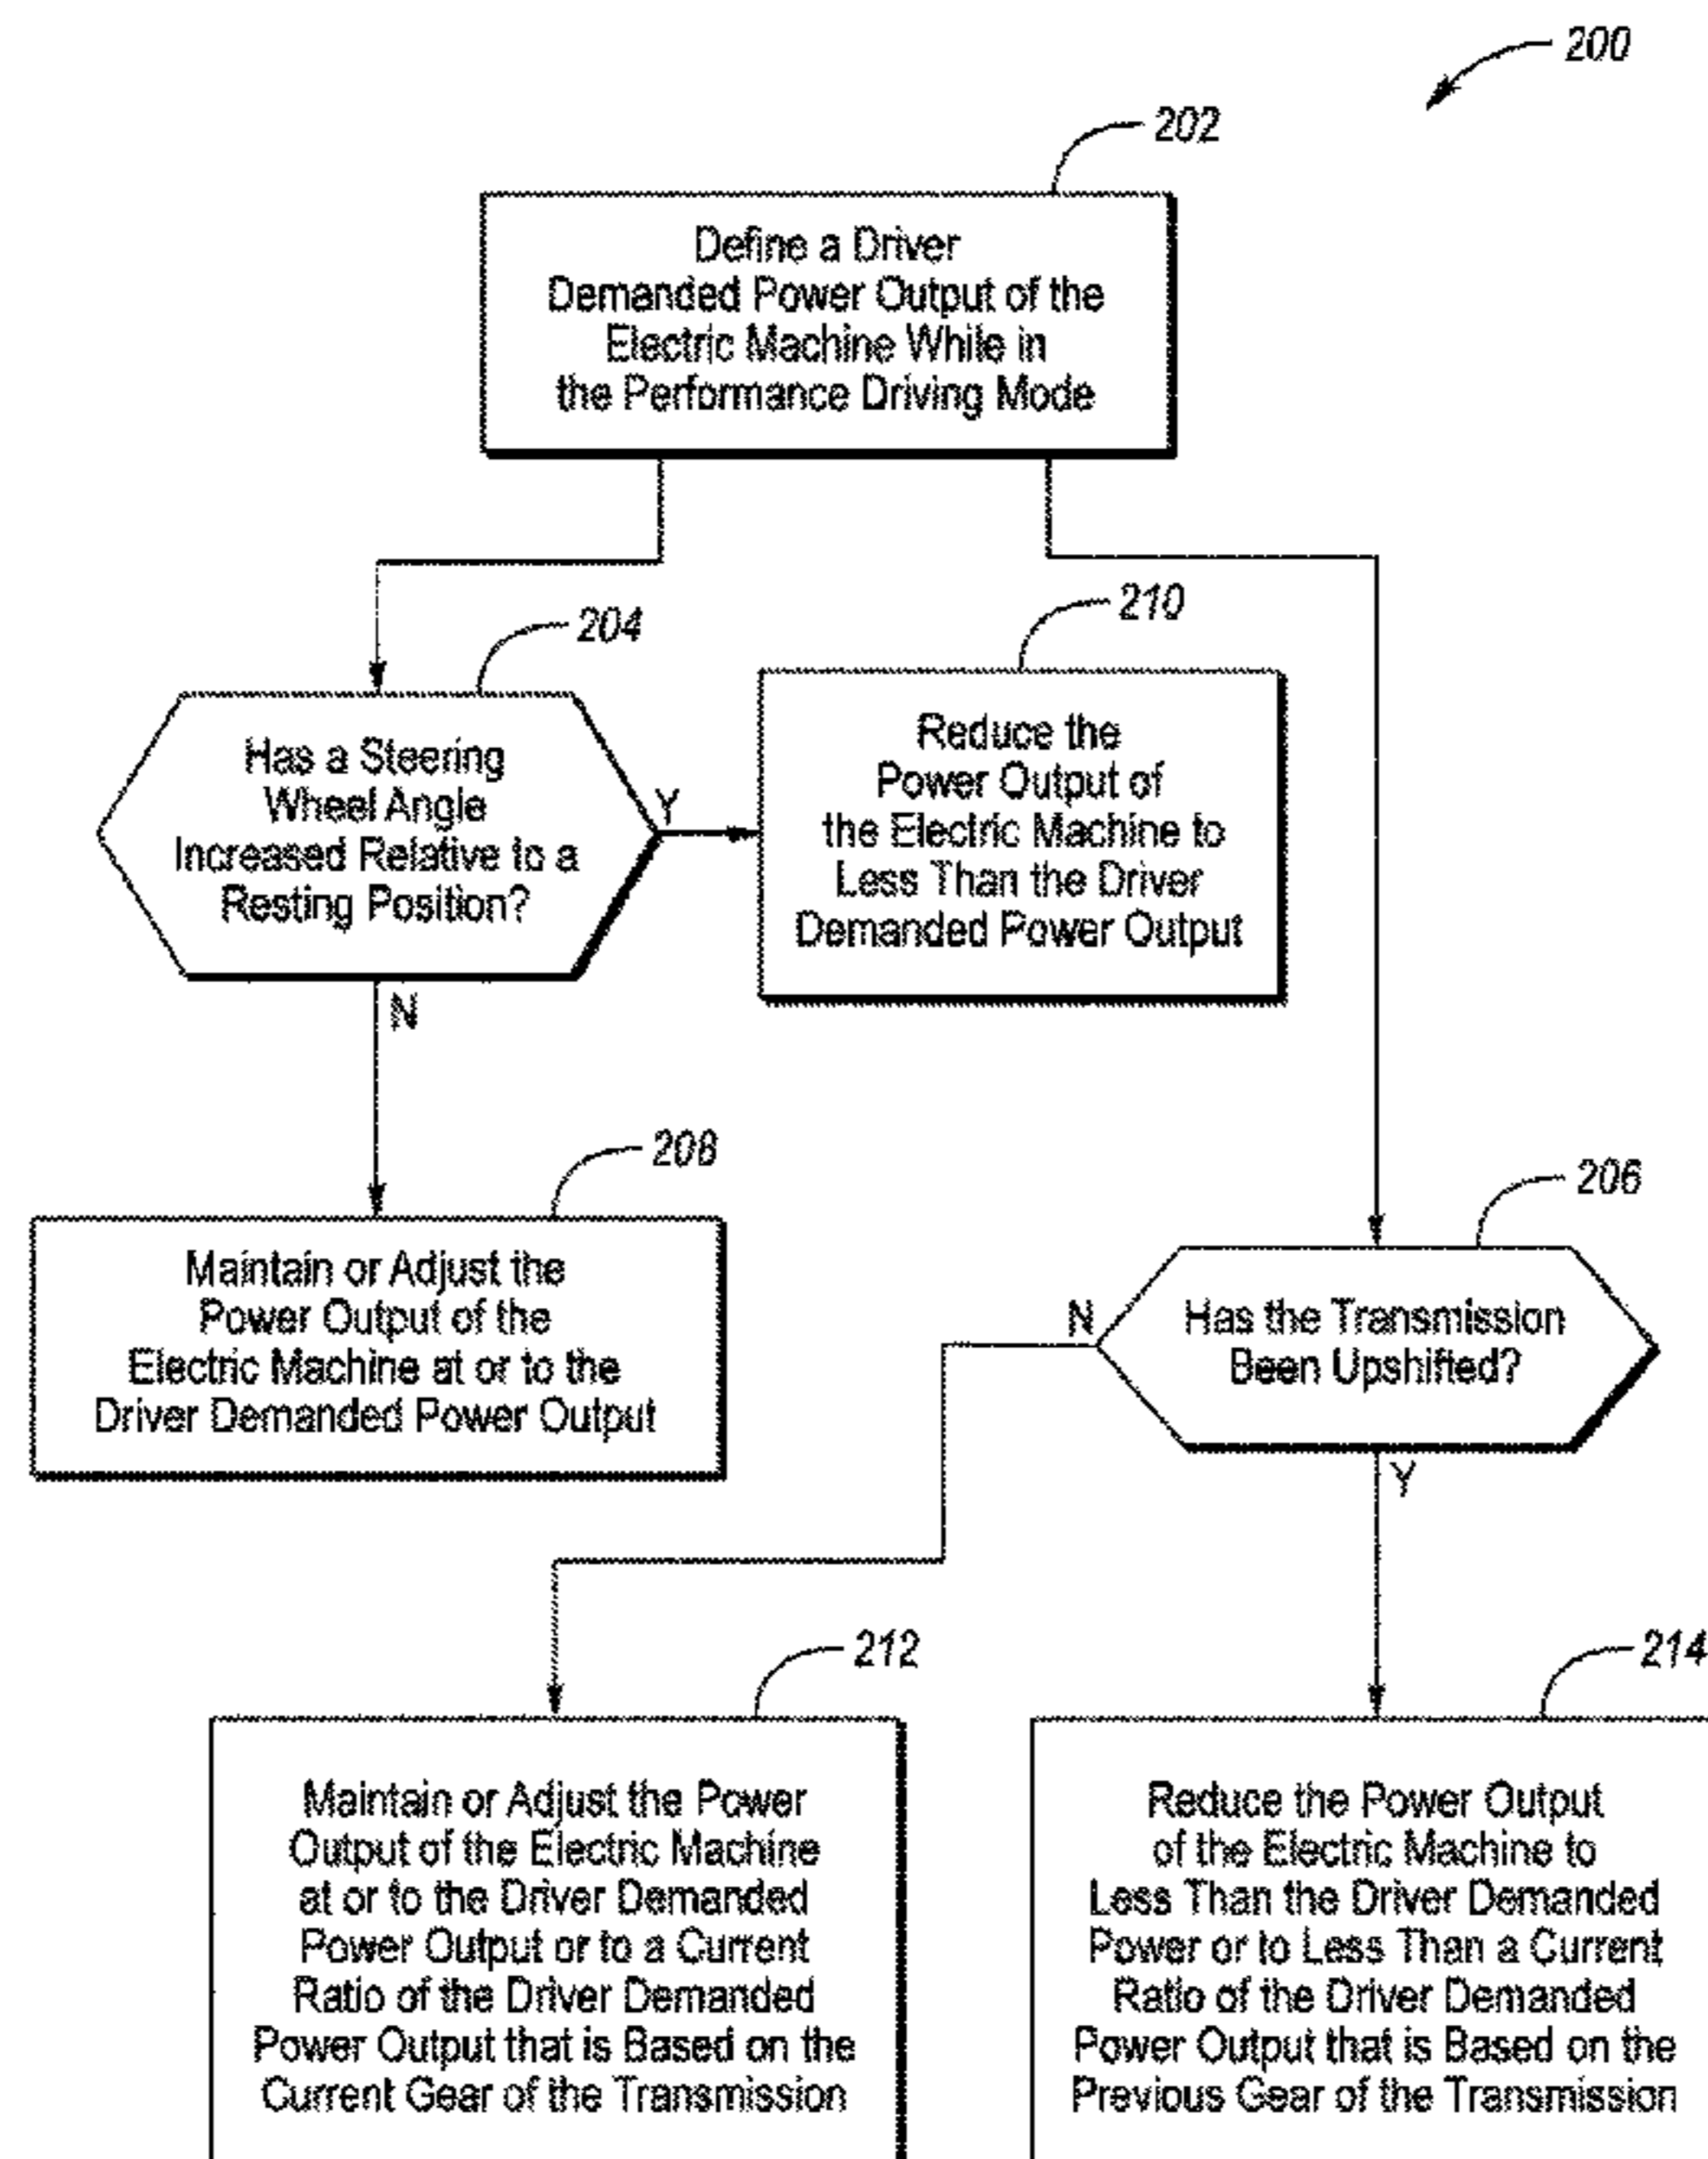 200
202
Define a Driver
Demanded Power Output of the
Electric Machine While in
the Performance Driving Mode
204
Has a Steering
Wheel Angle
Increased Relative to a
Resting Position?
Y
N
210
Reduce the
Power Output of
the Electric Machine to
Less Than the Driver
Demanded Power Output
208
Maintain or Adjust the
Power Output of the
Electric Machine at or to the
Driver Demanded Power Output
206
Has the Transmission
Been Upshifted?
N
Y
212
Maintain or Adjust the Power
Output of the Electric Machine
at or to the Driver Demanded
Power Output or to a Current
Ratio of the Driver Demanded
Power Output that is Based on the
Current Gear of the Transmission
214
Reduce the Power Output
of the Electric Machine to
Less Than the Driver Demanded
Power or to Less Than a Current
Ratio of the Driver Demanded
Power Output that is Based on the
Previous Gear of the Transmission